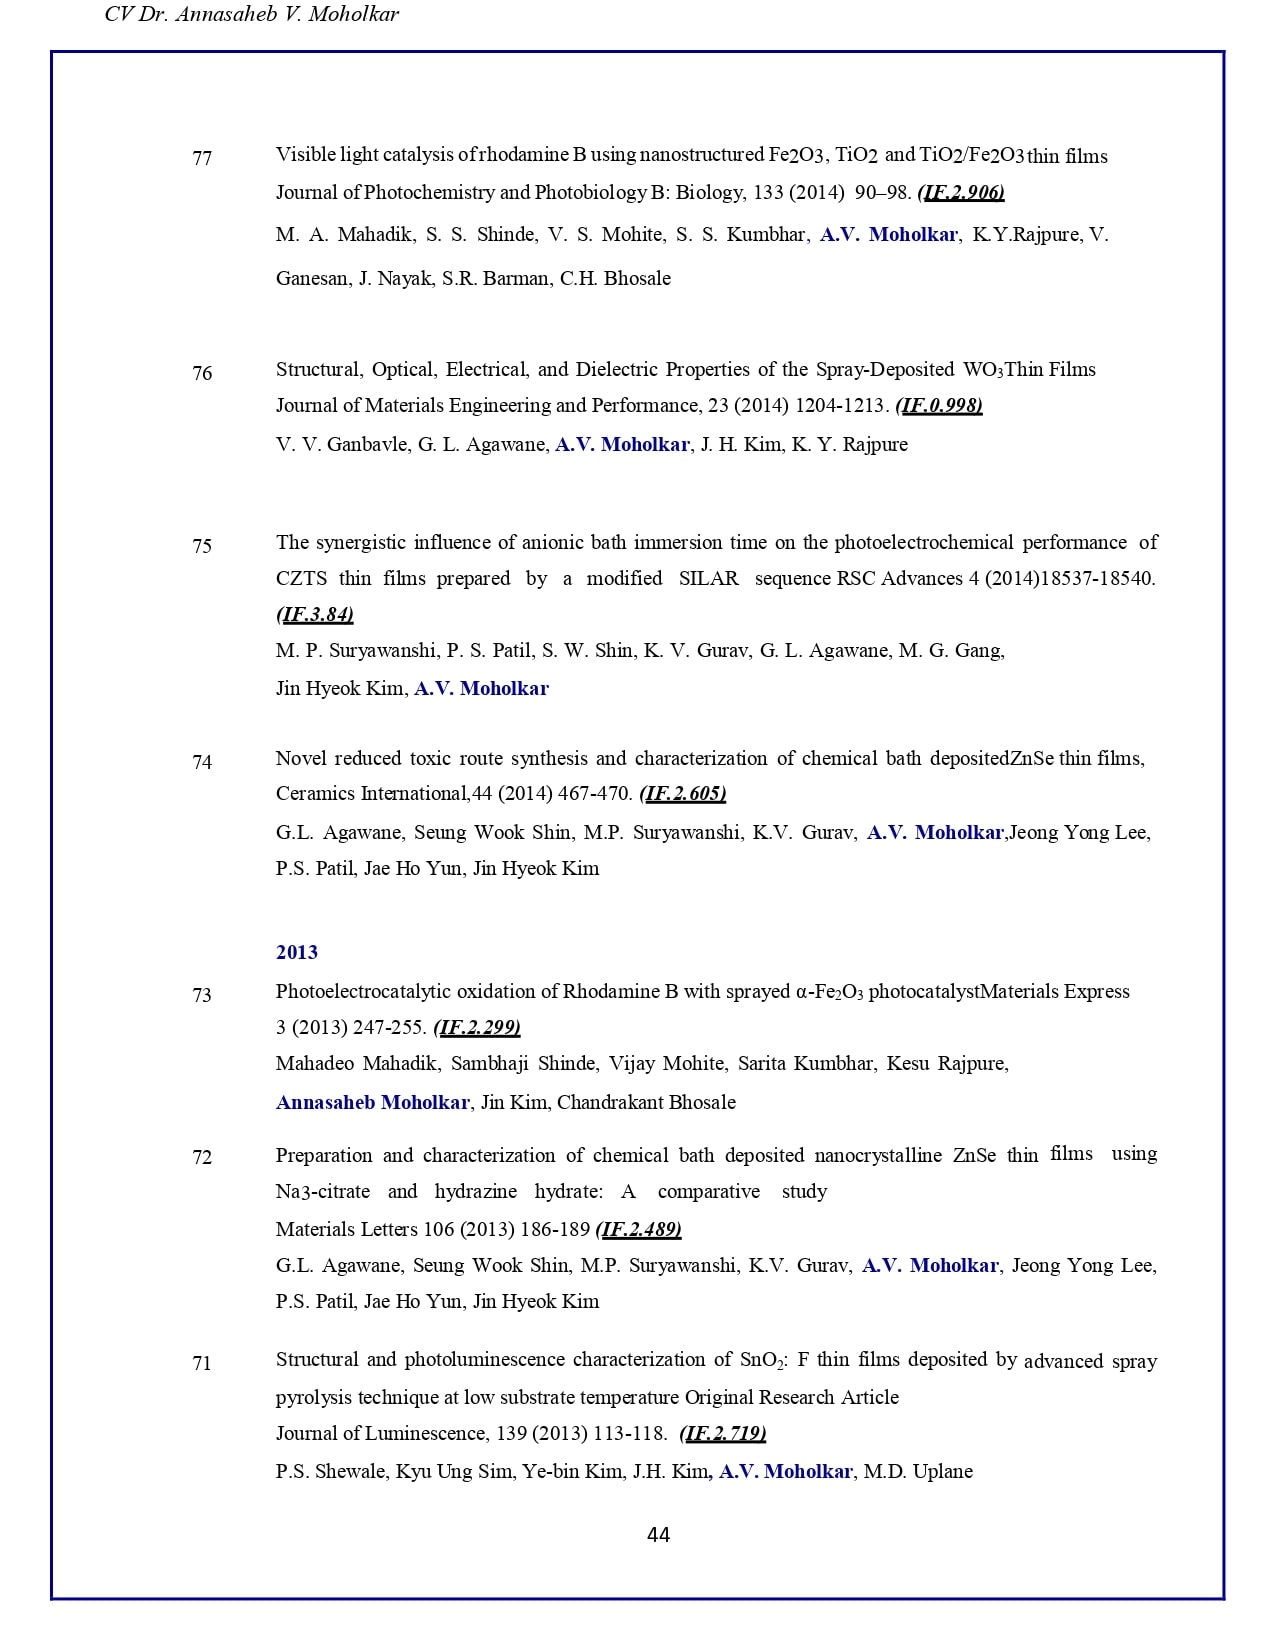 CV Dr. Annasaheb V. Moholkar
77 Visible light catalysis of rhodamine B using nanostructured Fe2O3, TiO2 and TiO2/Fe2O3 thin films
Journal of Photochemistry and Photobiology B: Biology, 133 (2014) 90–98. (IF.2.906)
M. A. Mahadik, S. S. Shinde, V. S. Mohite, S. S. Kumbhar, A.V. Moholkar, K.Y.Rajpure, V.
Ganesan, J. Nayak, S.R. Barman, C.H. Bhosale
76 Structural, Optical, Electrical, and Dielectric Properties of the Spray-Deposited WO₃Thin Films
Journal of Materials Engineering and Performance, 23 (2014) 1204-1213. (IF.0.998)
V. V. Ganbavle, G. L. Agawane, A.V. Moholkar, J. H. Kim, K. Y. Rajpure
75 The synergistic influence of anionic bath immersion time on the photoelectrochemical performance of
CZTS thin films prepared by a modified SILAR sequence RSC Advances 4 (2014)18537-18540.
(IF.3.84)
M. P. Suryawanshi, P. S. Patil, S. W. Shin, K. V. Gurav, G. L. Agawane, M. G. Gang,
Jin Hyeok Kim, A.V. Moholkar
74 Novel reduced toxic route synthesis and characterization of chemical bath depositedZnSe thin films,
Ceramics International,44 (2014) 467-470. (IF.2.605)
G.L. Agawane, Seung Wook Shin, M.P. Suryawanshi, K.V. Gurav, A.V. Moholkar,Jeong Yong Lee,
P.S. Patil, Jae Ho Yun, Jin Hyeok Kim
2013
73 Photoelectrocatalytic oxidation of Rhodamine B with sprayed α-Fe₂O₃ photocatalystMaterials Express
3 (2013) 247-255. (IF.2.299)
Mahadeo Mahadik, Sambhaji Shinde, Vijay Mohite, Sarita Kumbhar, Kesu Rajpure,
Annasaheb Moholkar, Jin Kim, Chandrakant Bhosale
72 Preparation and characterization of chemical bath deposited nanocrystalline ZnSe thin films using
Na3-citrate and hydrazine hydrate: A comparative study
Materials Letters 106 (2013) 186-189 (IF.2.489)
G.L. Agawane, Seung Wook Shin, M.P. Suryawanshi, K.V. Gurav, A.V. Moholkar, Jeong Yong Lee,
P.S. Patil, Jae Ho Yun, Jin Hyeok Kim
71 Structural and photoluminescence characterization of SnO₂: F thin films deposited by advanced spray
pyrolysis technique at low substrate temperature Original Research Article
Journal of Luminescence, 139 (2013) 113-118. (IF.2.719)
P.S. Shewale, Kyu Ung Sim, Ye-bin Kim, J.H. Kim, A.V. Moholkar, M.D. Uplane
44